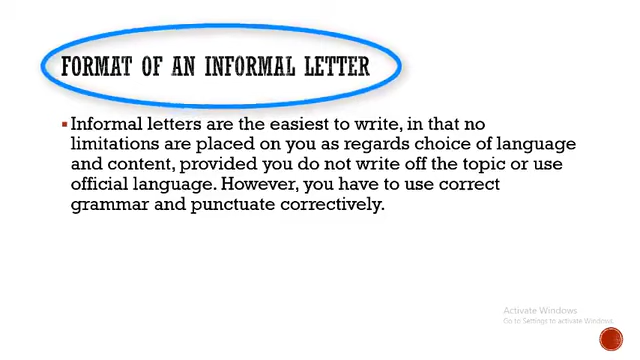 FORMAT OF AN INFORMAL LETTER
Informal letters are the easiest to write, in that no
limitations are placed on you as regards choice of language
and content, provided you do not write off the topic or use
official language. However, you have to use correct
grammar and punctuate correctively.
Activate Windows
Go to Settings to activate Windows.